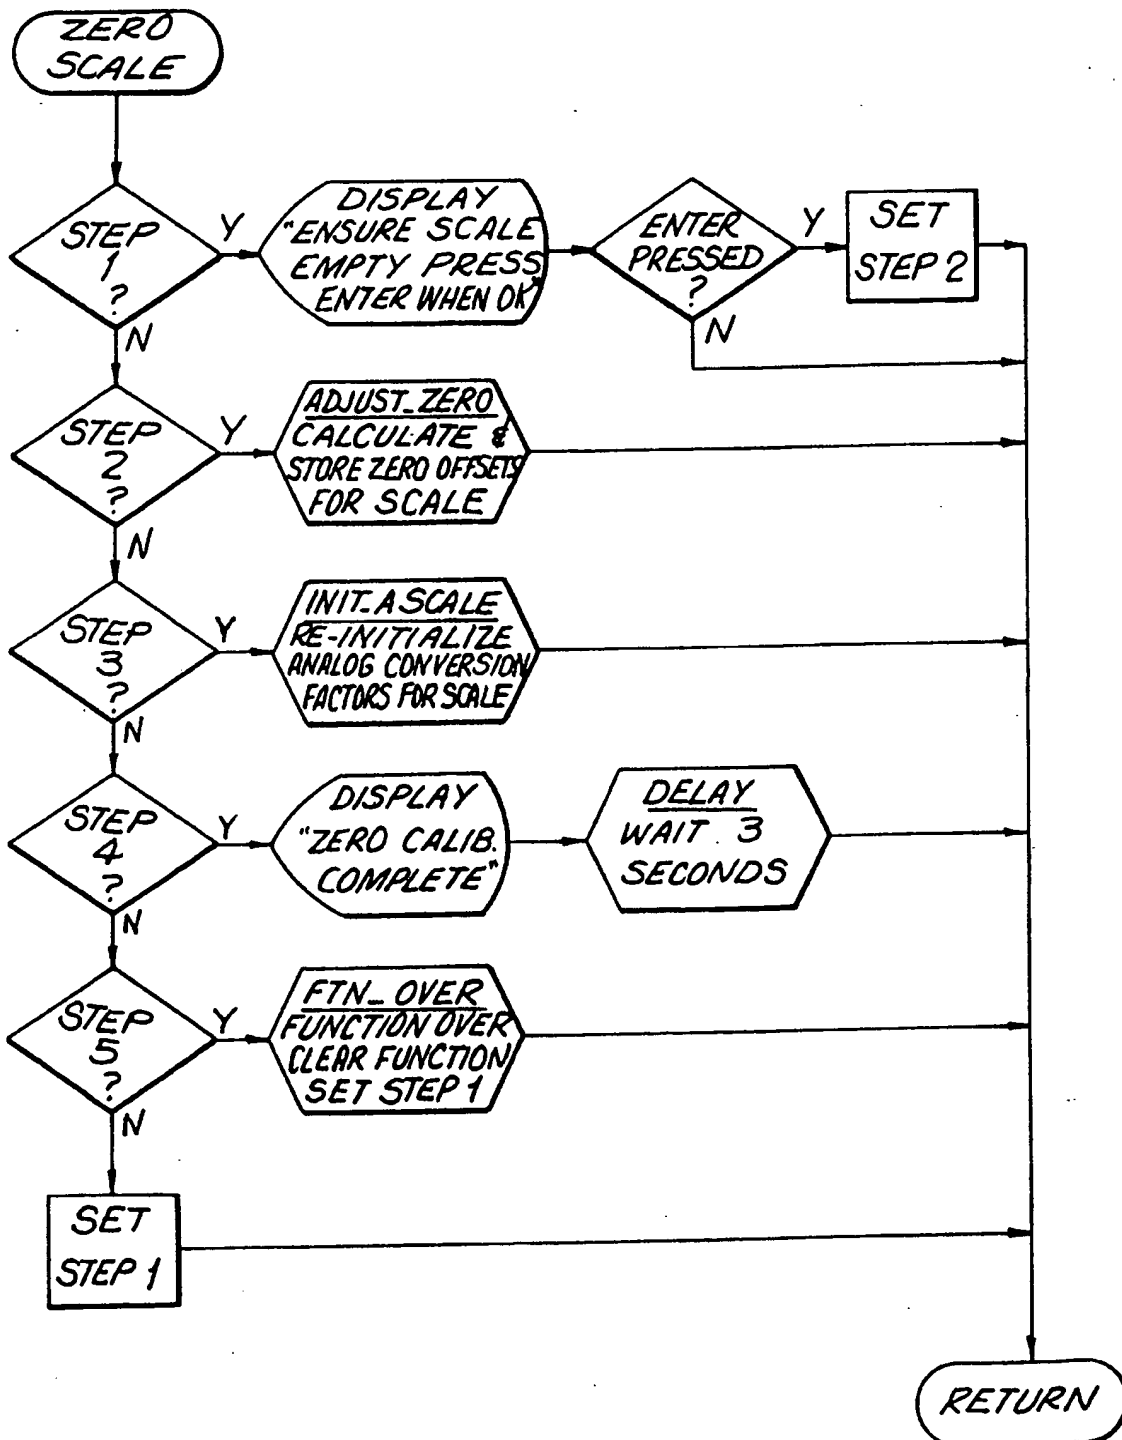 ZERO
SCALE
STEP
1
?
Y
N
DISPLAY
"ENSURE SCALE
EMPTY PRESS
ENTER WHEN OK"
ENTER
PRESSED
?
Y
N
SET
STEP 2
STEP
2
?
Y
N
ADJUST_ZERO
CALCULATE &
STORE ZERO OFFSETS
FOR SCALE
STEP
3
?
Y
N
INIT_A SCALE
RE-INITIALIZE
ANALOG CONVERSION
FACTORS FOR SCALE
STEP
4
?
Y
N
DISPLAY
"ZERO CALIB.
COMPLETE"
DELAY
WAIT 3
SECONDS
STEP
5
?
Y
N
FTN_OVER
FUNCTION OVER
CLEAR FUNCTION
SET STEP 1
SET
STEP 1
RETURN